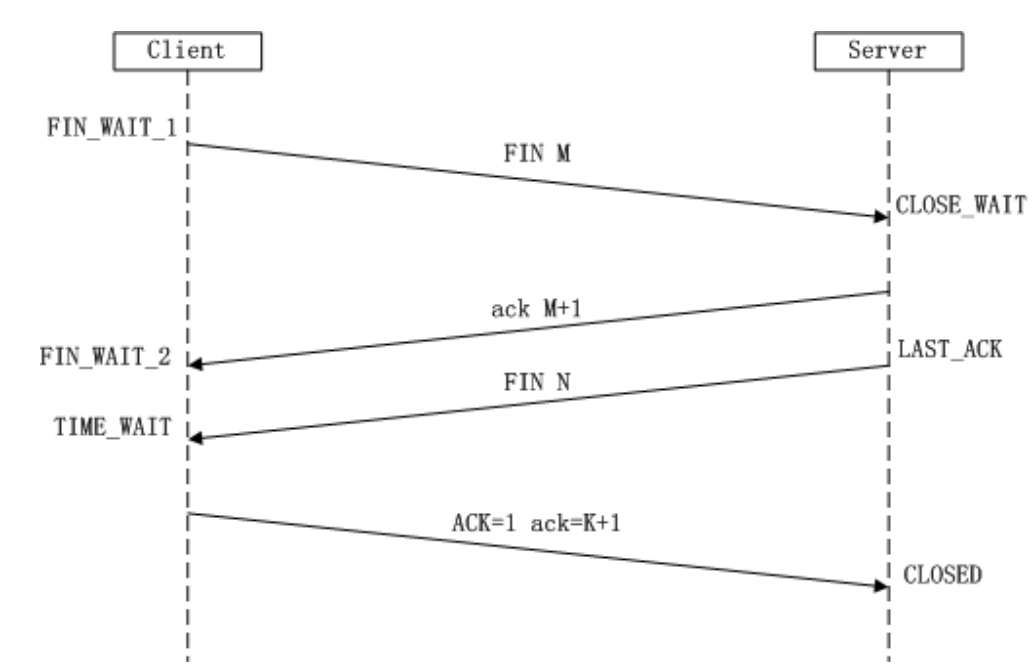 Client
Server
FIN_WAIT_1
FIN M
CLOSE_WAIT
ack M+1
FIN_WAIT_2
LAST_ACK
FIN N
TIME_WAIT
ACK=1 ack=K+1
CLOSED